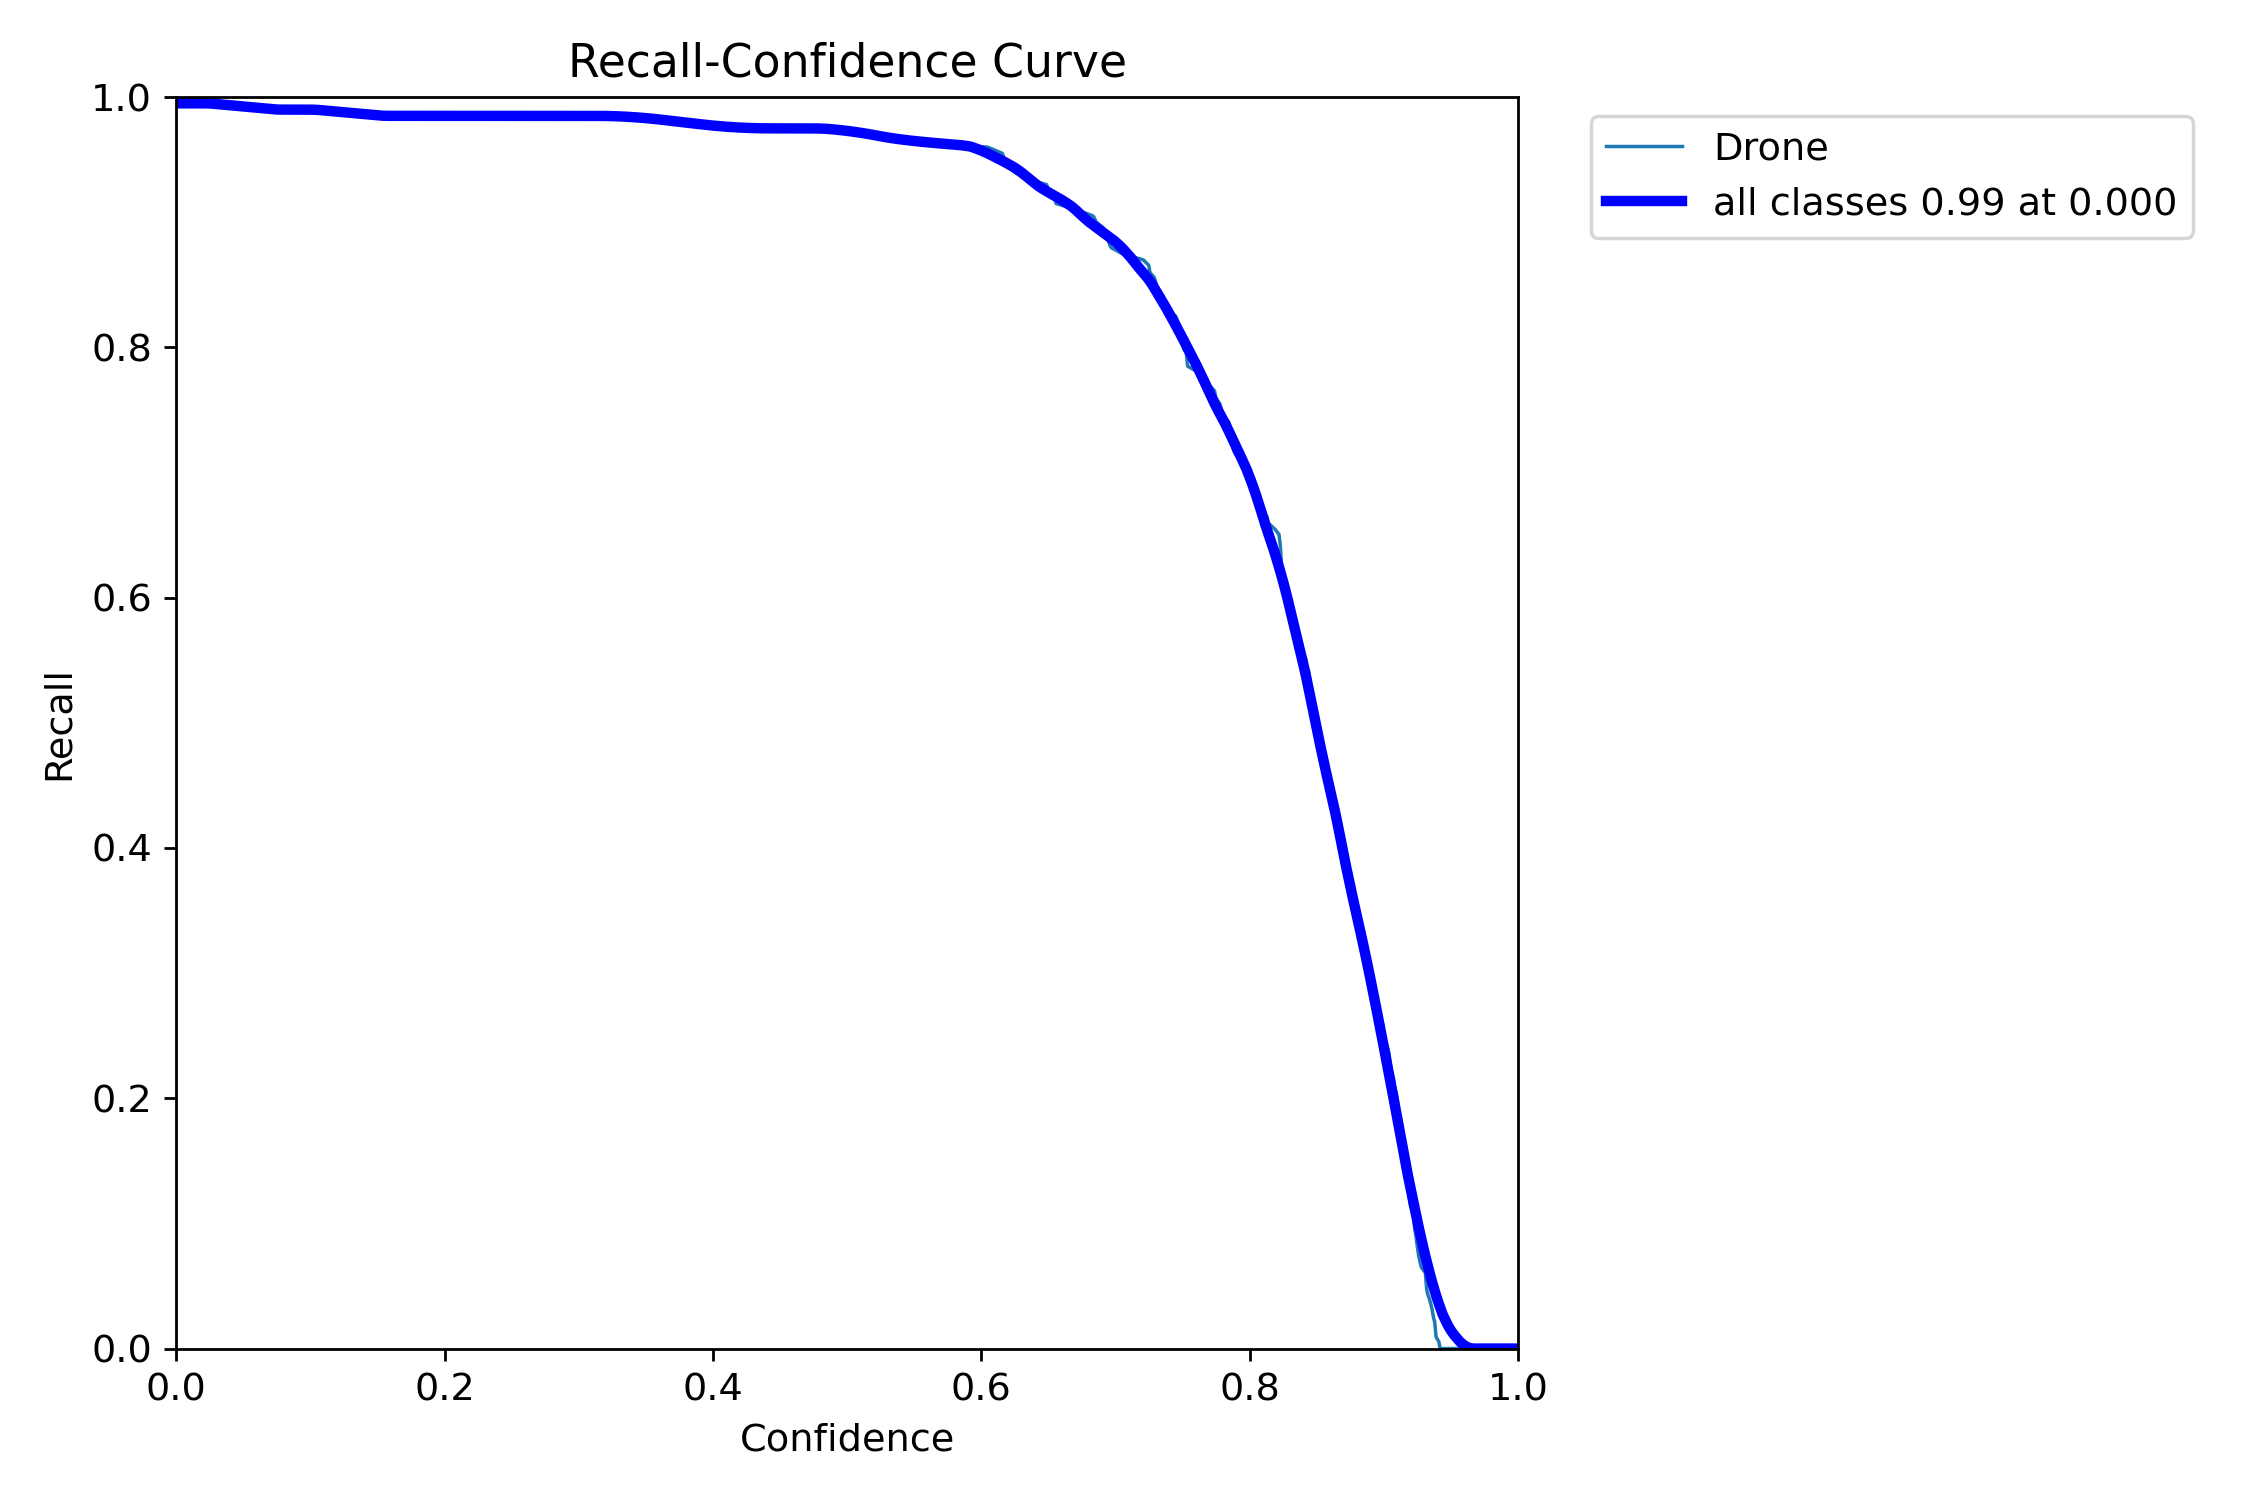 Recall-Confidence Curve
1.0
0.8
0.6
0.4
0.2
0.0
Recall
0.0 0.2 0.4 0.6 0.8 1.0
Confidence
Drone
all classes 0.99 at 0.000